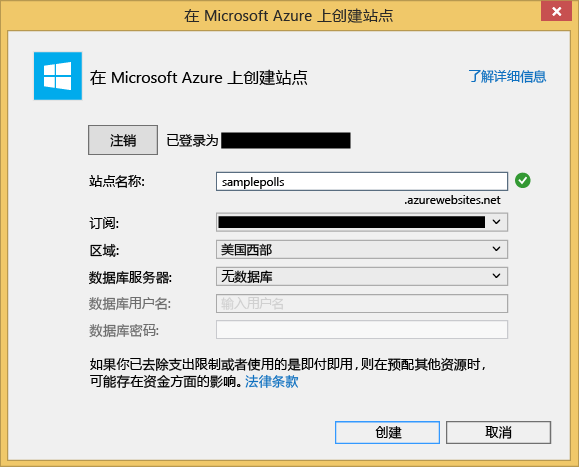 在 Microsoft Azure 上创建站点
在 Microsoft Azure 上创建站点
了解详细信息
注销 已登录为
站点名称: samplepolls
.azurewebsites.net
订阅:
区域: 美国西部
数据库服务器: 无数据库
数据库用户名: 输入用户名
数据库密码:
如果你已去除支出限制或者使用的是即付即用，则在预配其他资源时，
可能存在资金方面的影响。法律条款
创建 取消